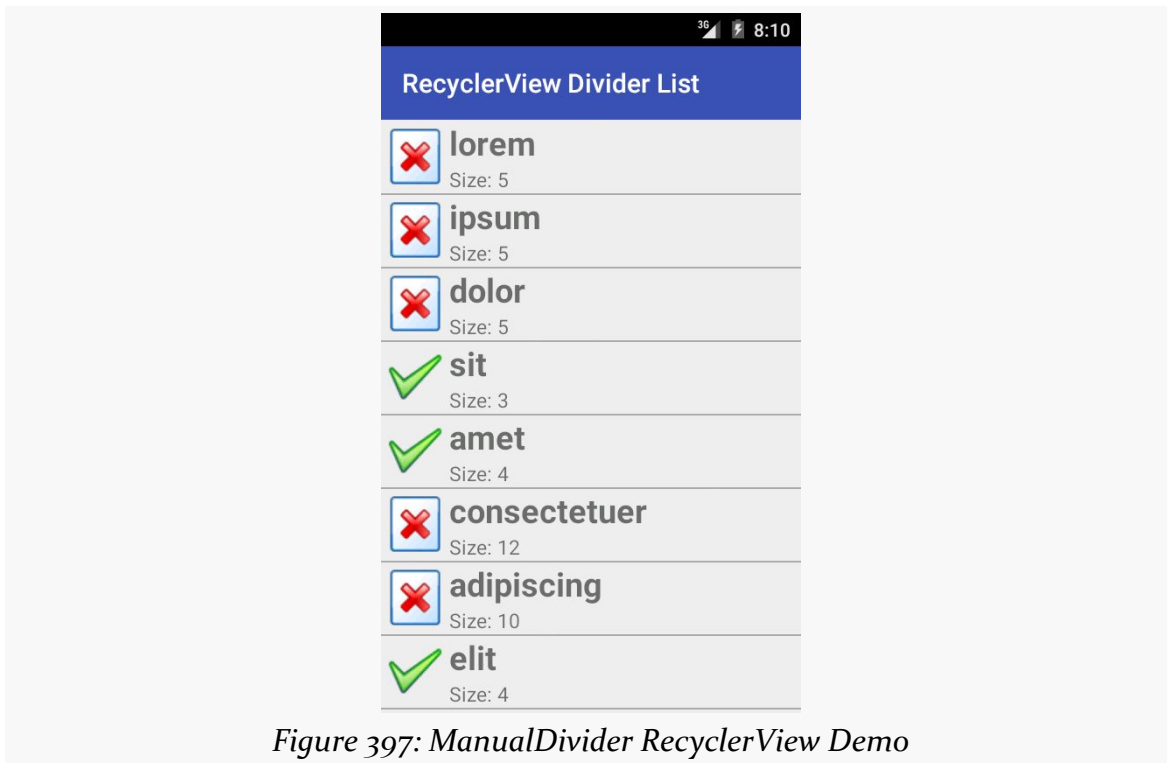 3G 8:10
RecyclerView Divider List
lorem
Size: 5
ipsum
Size: 5
dolor
Size: 5
sit
Size: 3
amet
Size: 4
consectetuer
Size: 12
adipiscing
Size: 10
elit
Size: 4
Figure 397: ManualDivider RecyclerView Demo